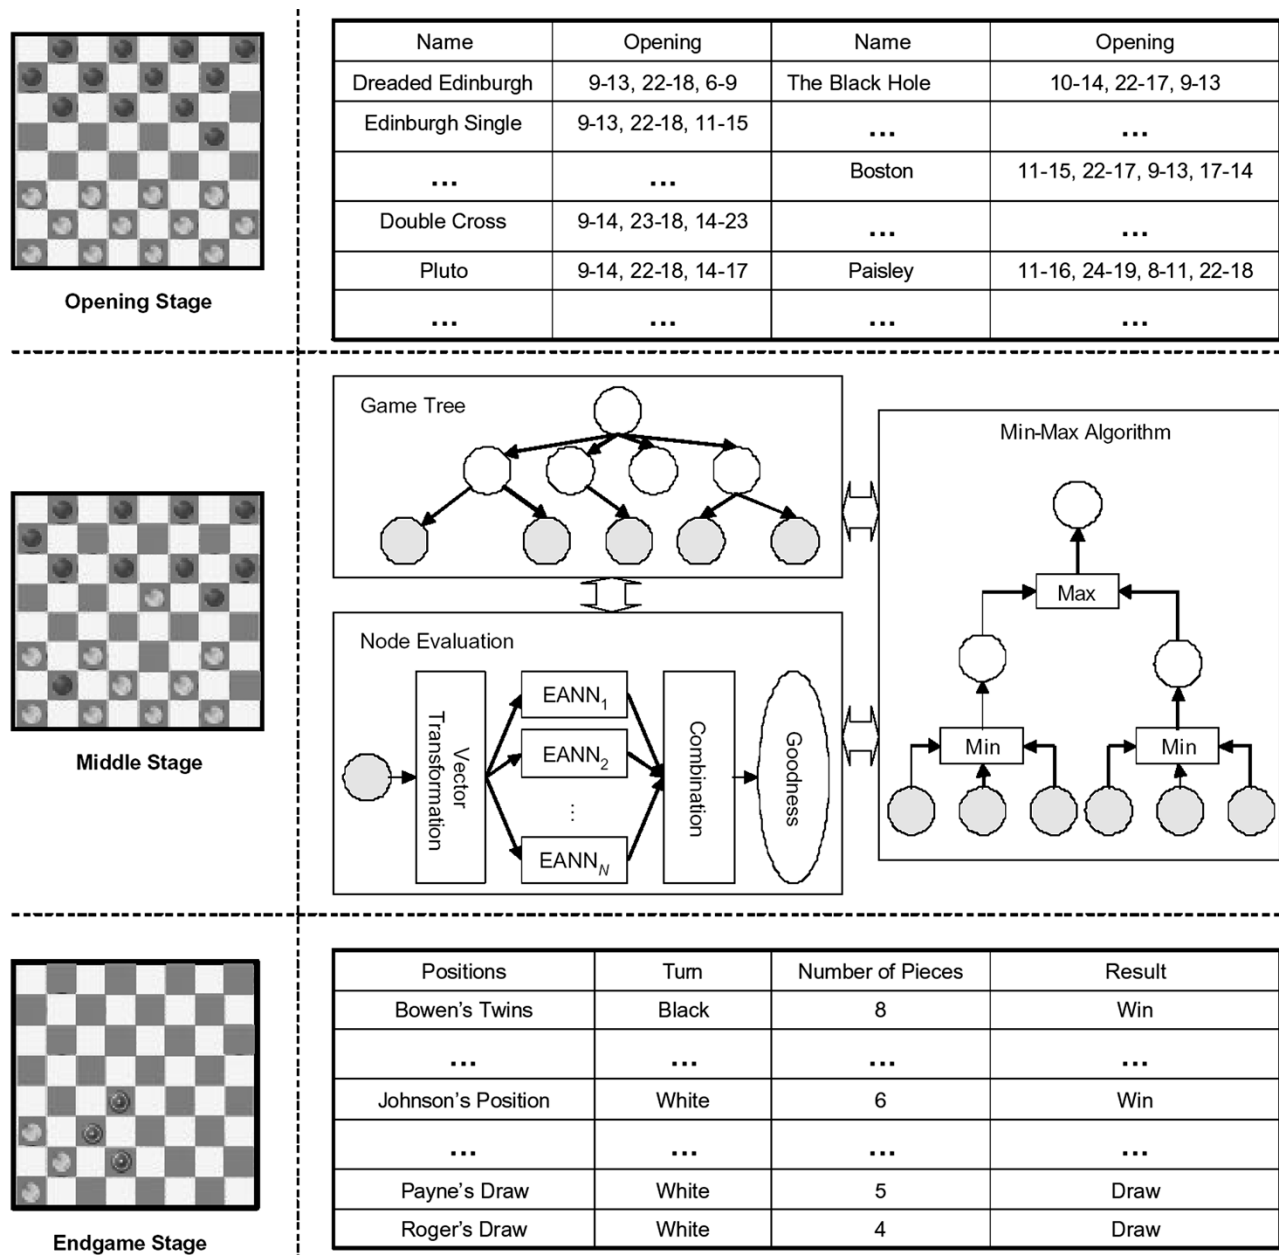 Name Opening Name Opening
Dreaded Edinburgh 9-13, 22-18, 6-9 The Black Hole 10-14, 22-17, 9-13
Edinburgh Single 9-13, 22-18, 11-15 ... ...
... ... Boston 11-15, 22-17, 9-13, 17-14
Double Cross 9-14, 23-18, 14-23 ... ...
Pluto 9-14, 22-18, 14-17 Paisley 11-16, 24-19, 8-11, 22-18
... ... ... ...
Opening Stage
Game Tree
Min-Max Algorithm
Max
Min Min
Node Evaluation
Vector
Transformation
EANN1
EANN2
⋮
EANNN
Combination
Goodness
Middle Stage
Positions Turn Number of Pieces Result
Bowen's Twins Black 8 Win
... ... ... ...
Johnson's Position White 6 Win
... ... ... ...
Payne's Draw White 5 Draw
Roger's Draw White 4 Draw
Endgame Stage